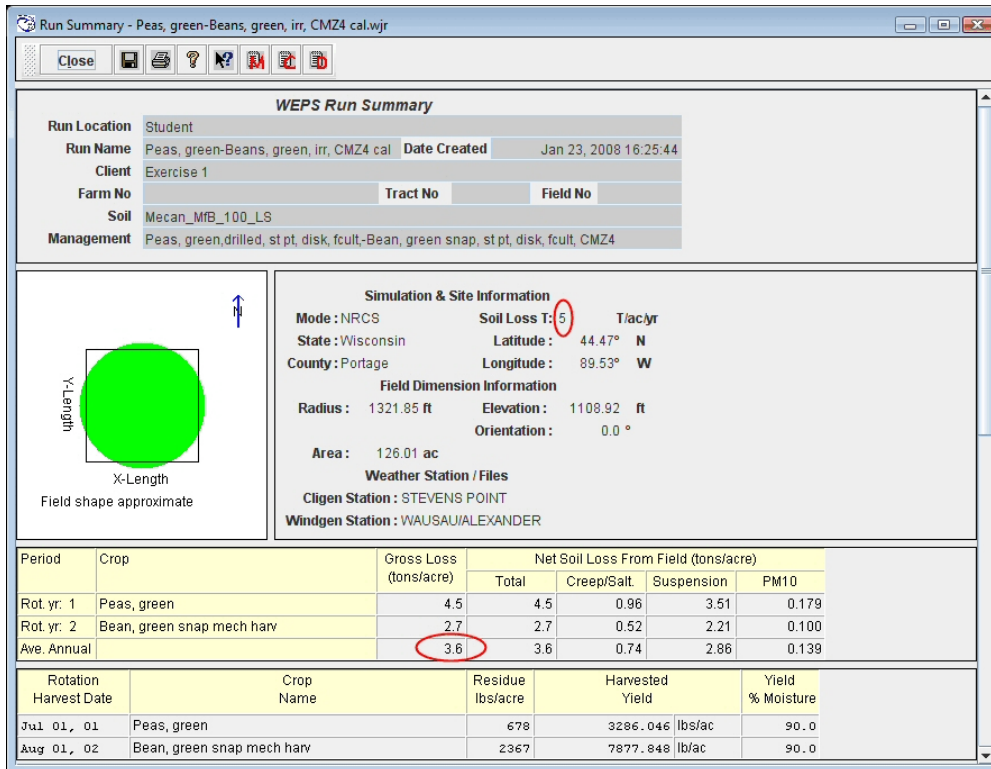 Run Summary - Peas, green-Beans, green, irr, CMZ4 cal.wjr
Close
WEPS Run Summary
Run Location Student
Run Name Peas, green-Beans, green, irr, CMZ4 cal Date Created Jan 23, 2008 16:25:44
Client Exercise 1
Farm No Tract No Field No
Soil Mecan_MfB_100_LS
Management Peas, green,drilled, st pt, disk, fcult,-Bean, green snap, st pt, disk, fcult, CMZ4
N
Y-Length
X-Length
Field shape approximate
Simulation & Site Information
Mode : NRCS Soil Loss T: 5 T/ac/yr
State : Wisconsin Latitude : 44.47° N
County : Portage Longitude : 89.53° W
Field Dimension Information
Radius : 1321.85 ft Elevation : 1108.92 ft
Orientation : 0.0 °
Area : 126.01 ac
Weather Station / Files
Cligen Station : STEVENS POINT
Windgen Station : WAUSAU/ALEXANDER
Period Crop Gross Loss Net Soil Loss From Field (tons/acre)
(tons/acre) Total Creep/Salt. Suspension PM10
Rot. yr: 1 Peas, green 4.5 4.5 0.96 3.51 0.179
Rot. yr: 2 Bean, green snap mech harv 2.7 2.7 0.52 2.21 0.100
Ave. Annual 3.6 3.6 0.74 2.86 0.139
Rotation Crop Residue Harvested Yield
Harvest Date Name lbs/acre Yield % Moisture
Jul 01, 01 Peas, green 678 3286.046 lbs/ac 90.0
Aug 01, 02 Bean, green snap mech harv 2367 7877.848 lb/ac 90.0